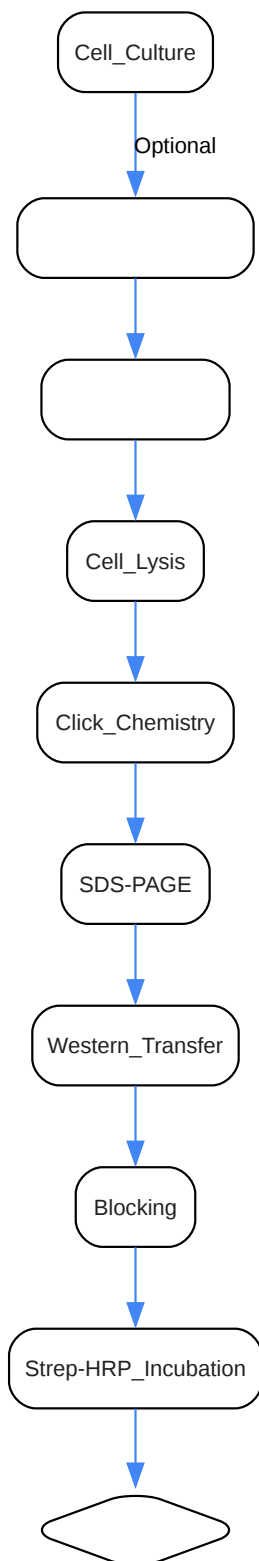 Cell_Culture
Optional
Cell_Lysis
Click_Chemistry
SDS-PAGE
Western_Transfer
Blocking
Strep-HRP_Incubation